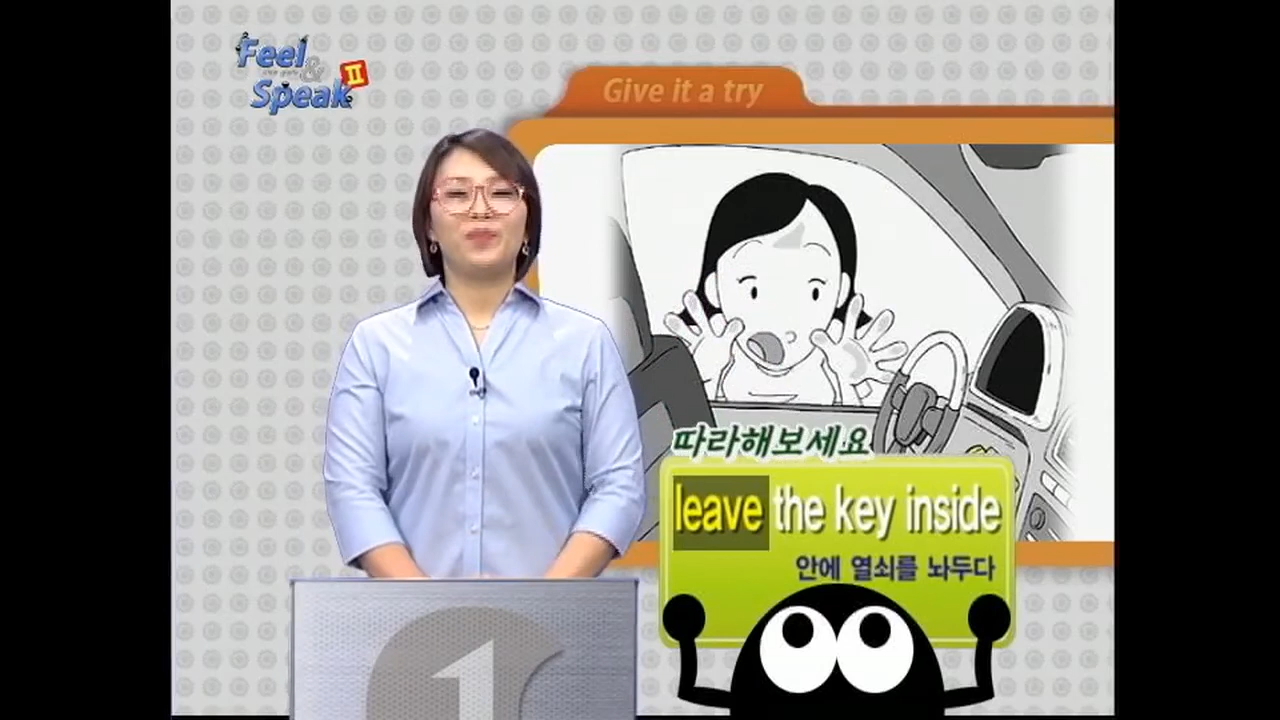 Feel
&
Speak II
Give it a try
따라해보세요
leave the key inside
안에 열쇠를 놔두다
1